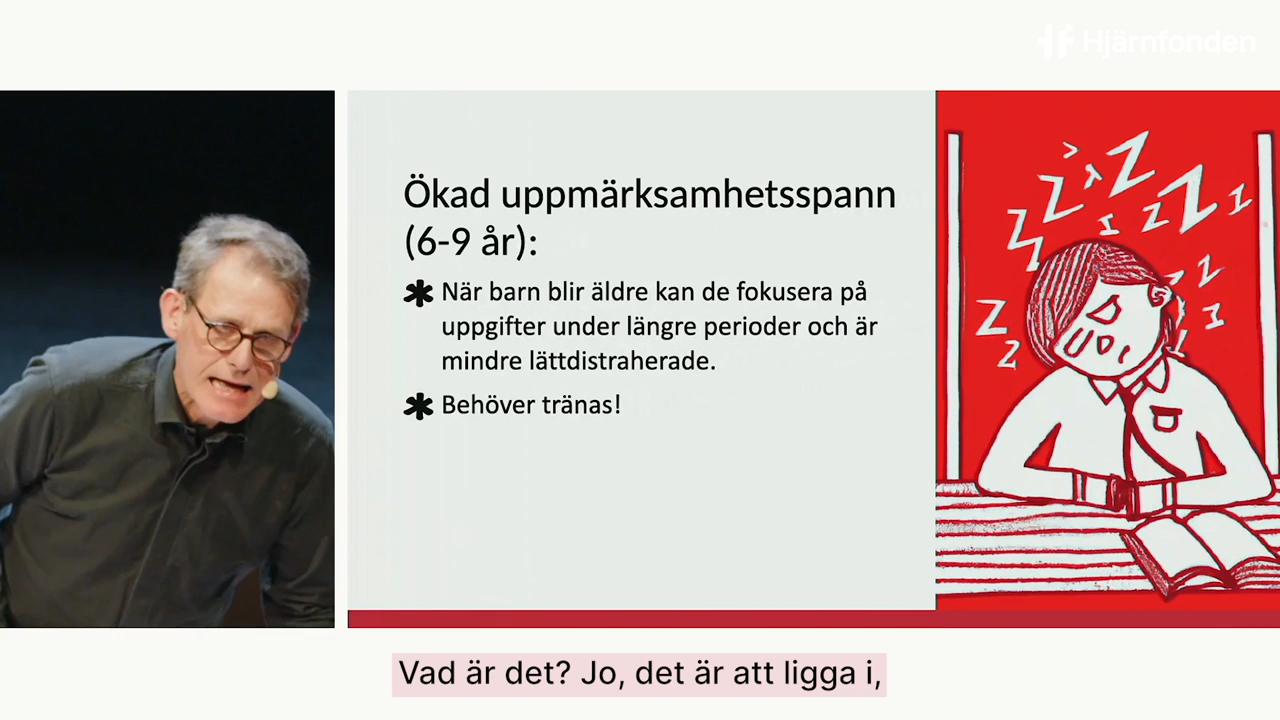 Hjärnfonden
Ökad uppmärksamhetsspann
(6-9 år):
När barn blir äldre kan de fokusera på
uppgifter under längre perioder och är
mindre lättdistraherade.
Behöver tränas!
Z z Z
Z Z z Z z
z z
Z z
z z
Vad är det? Jo, det är att ligga i,